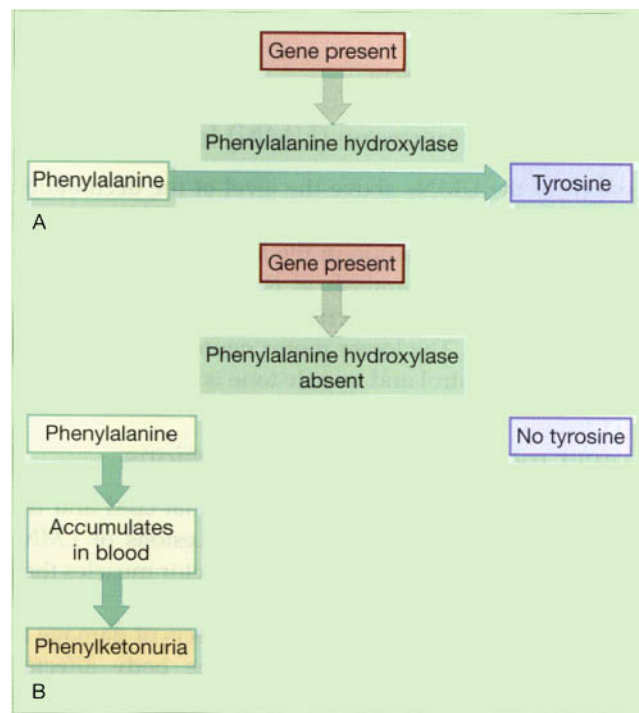 Gene present
Phenylalanine hydroxylase
Phenylalanine
Tyrosine
A
Gene present
Phenylalanine hydroxylase
absent
Phenylalanine
No tyrosine
Accumulates
in blood
Phenylketonuria
B